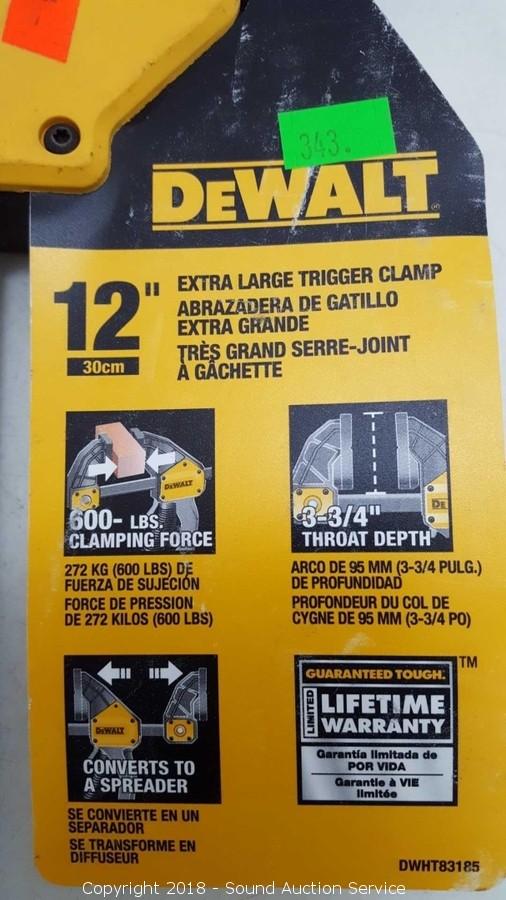 343.
DEWALT
12"
30cm
EXTRA LARGE TRIGGER CLAMP
ABRAZADERA DE GATILLO
EXTRA GRANDE
TRÈS GRAND SERRE-JOINT
À GÂCHETTE
DEWALT
600- LBS.
CLAMPING FORCE
272 KG (600 LBS) DE
FUERZA DE SUJECIÓN
FORCE DE PRESSION
DE 272 KILOS (600 LBS)
DE
3-3/4"
THROAT DEPTH
ARCO DE 95 MM (3-3/4 PULG.)
DE PROFUNDIDAD
PROFONDEUR DU COL DE
CYGNE DE 95 MM (3-3/4 PO)
DEWALT
CONVERTS TO
A SPREADER
SE CONVIERTE EN UN
SEPARADOR
SE TRANSFORME EN
DIFFUSEUR
GUARANTEED TOUGH.™
LIMITED
LIFETIME
WARRANTY
Garantía limitada de
POR VIDA
Garantie à VIE
limitée
DWHT83185
Copyright 2018 - Sound Auction Service